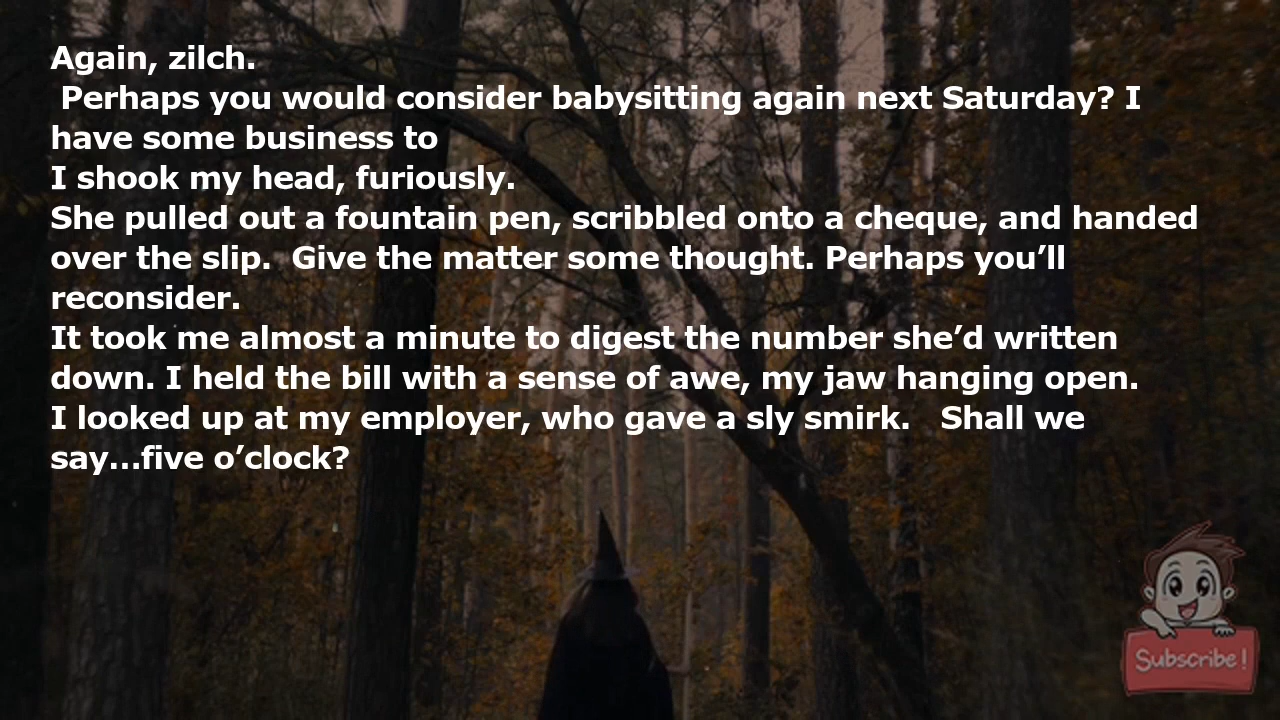 Again, zilch.
Perhaps you would consider babysitting again next Saturday? I
have some business to
I shook my head, furiously.
She pulled out a fountain pen, scribbled onto a cheque, and handed
over the slip.  Give the matter some thought. Perhaps you’ll
reconsider.
It took me almost a minute to digest the number she’d written
down. I held the bill with a sense of awe, my jaw hanging open.
I looked up at my employer, who gave a sly smirk.   Shall we
say…five o’clock?
Subscribe!